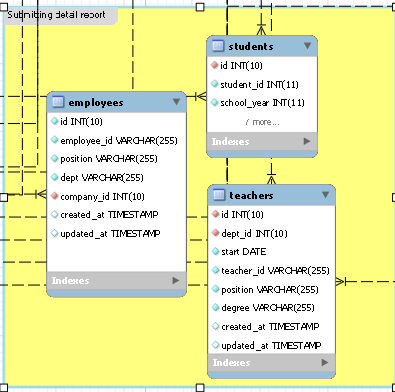 Submitting detail report
students
id INT(10)
student_id INT(11)
school_year INT(11)
7 more...
Indexes
employees
id INT(10)
employee_id VARCHAR(255)
position VARCHAR(255)
dept VARCHAR(255)
company_id INT(10)
created_at TIMESTAMP
updated_at TIMESTAMP
Indexes
teachers
id INT(10)
dept_id INT(10)
start DATE
teacher_id VARCHAR(255)
position VARCHAR(255)
degree VARCHAR(255)
created_at TIMESTAMP
updated_at TIMESTAMP
Indexes